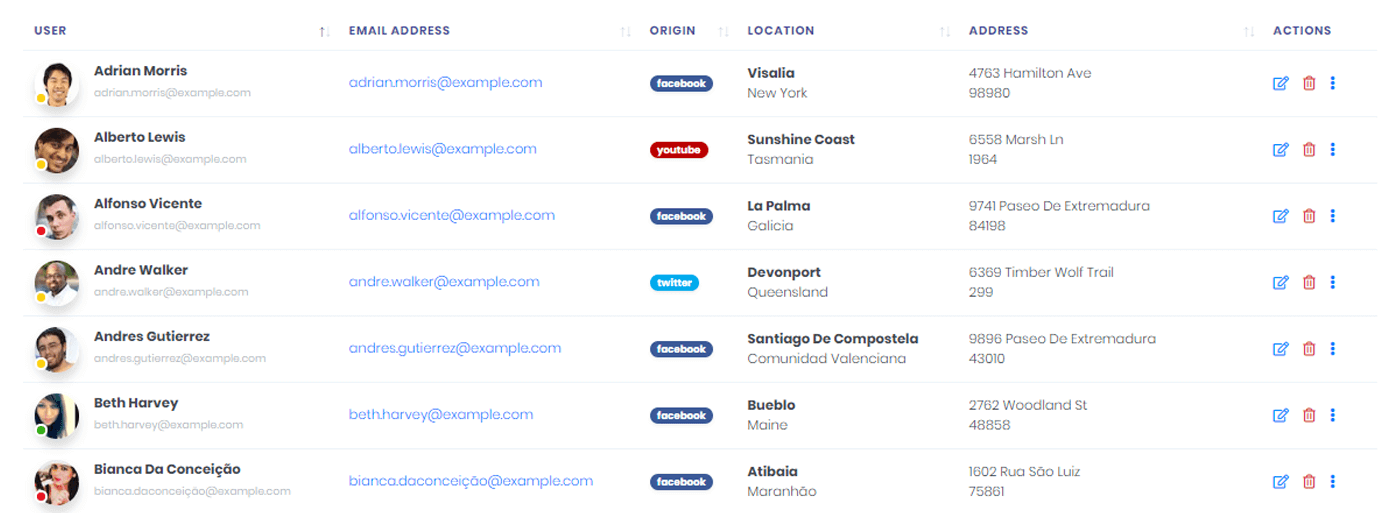 USER EMAIL ADDRESS ORIGIN LOCATION ADDRESS ACTIONS
Adrian Morris
adrian.morris@example.com
adrian.morris@example.com
facebook
Visalia
New York
4763 Hamilton Ave
98980
Alberto Lewis
alberto.lewis@example.com
alberto.lewis@example.com
youtube
Sunshine Coast
Tasmania
6558 Marsh Ln
1964
Alfonso Vicente
alfonso.vicente@example.com
alfonso.vicente@example.com
facebook
La Palma
Galicia
9741 Paseo De Extremadura
84198
Andre Walker
andre.walker@example.com
andre.walker@example.com
twitter
Devonport
Queensland
6369 Timber Wolf Trail
299
Andres Gutierrez
andres.gutierrez@example.com
andres.gutierrez@example.com
facebook
Santiago De Compostela
Comunidad Valenciana
9896 Paseo De Extremadura
43010
Beth Harvey
beth.harvey@example.com
beth.harvey@example.com
facebook
Bueblo
Maine
2762 Woodland St
48858
Bianca Da Conceição
bianca.daconceição@example.com
bianca.daconceição@example.com
facebook
Atibaia
Maranhão
1602 Rua São Luiz
75861